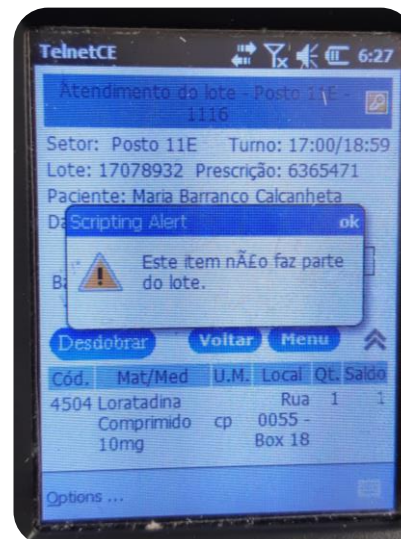 TelnetCE 6:27
Atendimento do lote - Posto 11E -
1116
Setor: Posto 11E Turno: 17:00/18:59
Lote: 17078932 Prescrição: 6365471
Paciente: Maria Barranco Calcanheta
Scripting Alert ok
Este item nÃ£o faz parte
do lote.
Desdobrar Voltar Menu
Cód. Mat/Med U.M. Local Qt. Saldo
4504 Loratadina Rua 1 1
Comprimido cp 0055 -
10mg Box 18
Options ...